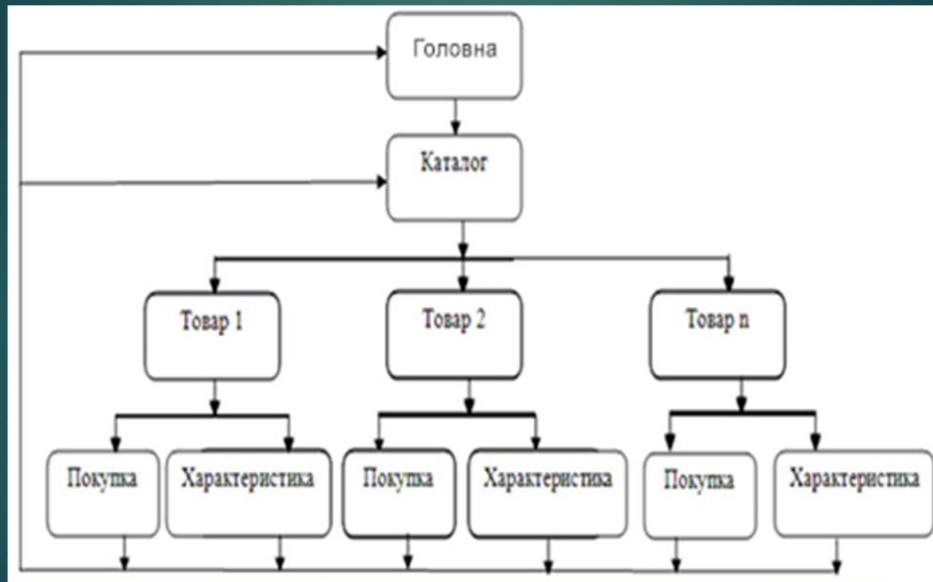 Головна
Каталог
Товар 1
Товар 2
Товар n
Покупка
Характеристика
Покупка
Характеристика
Покупка
Характеристика